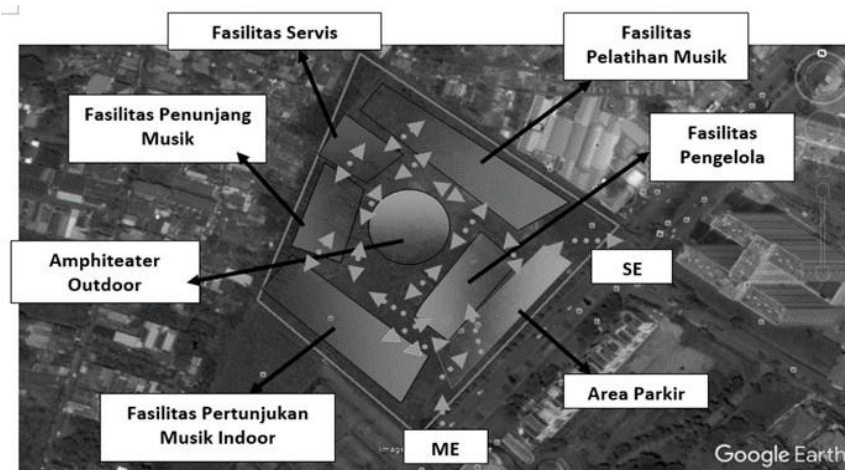 Fasilitas Servis
Fasilitas
Pelatihan Musik
Fasilitas Penunjang
Musik
Fasilitas
Pengelola
Amphiteater
Outdoor
SE
Area Parkir
Fasilitas Pertunjukan
Musik Indoor
ME
Image
Google Earth